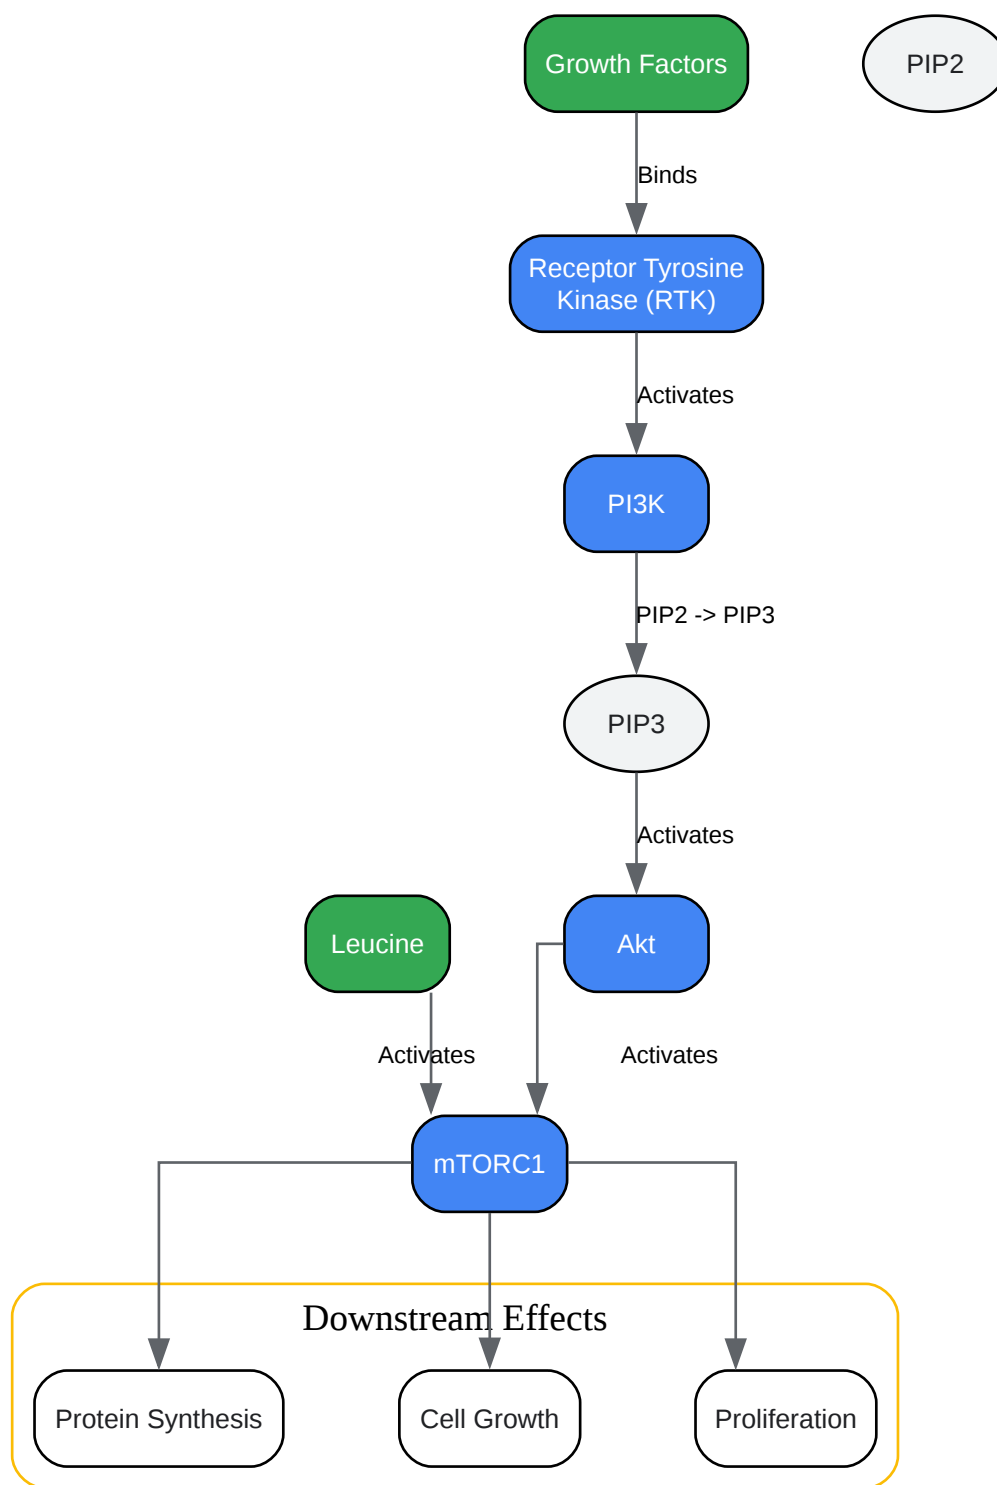 Growth Factors
PIP2
Binds
Receptor Tyrosine
Kinase (RTK)
Activates
PI3K
PIP2 -> PIP3
PIP3
Activates
Leucine
Akt
Activates
Activates
mTORC1
Downstream Effects
Protein Synthesis
Cell Growth
Proliferation